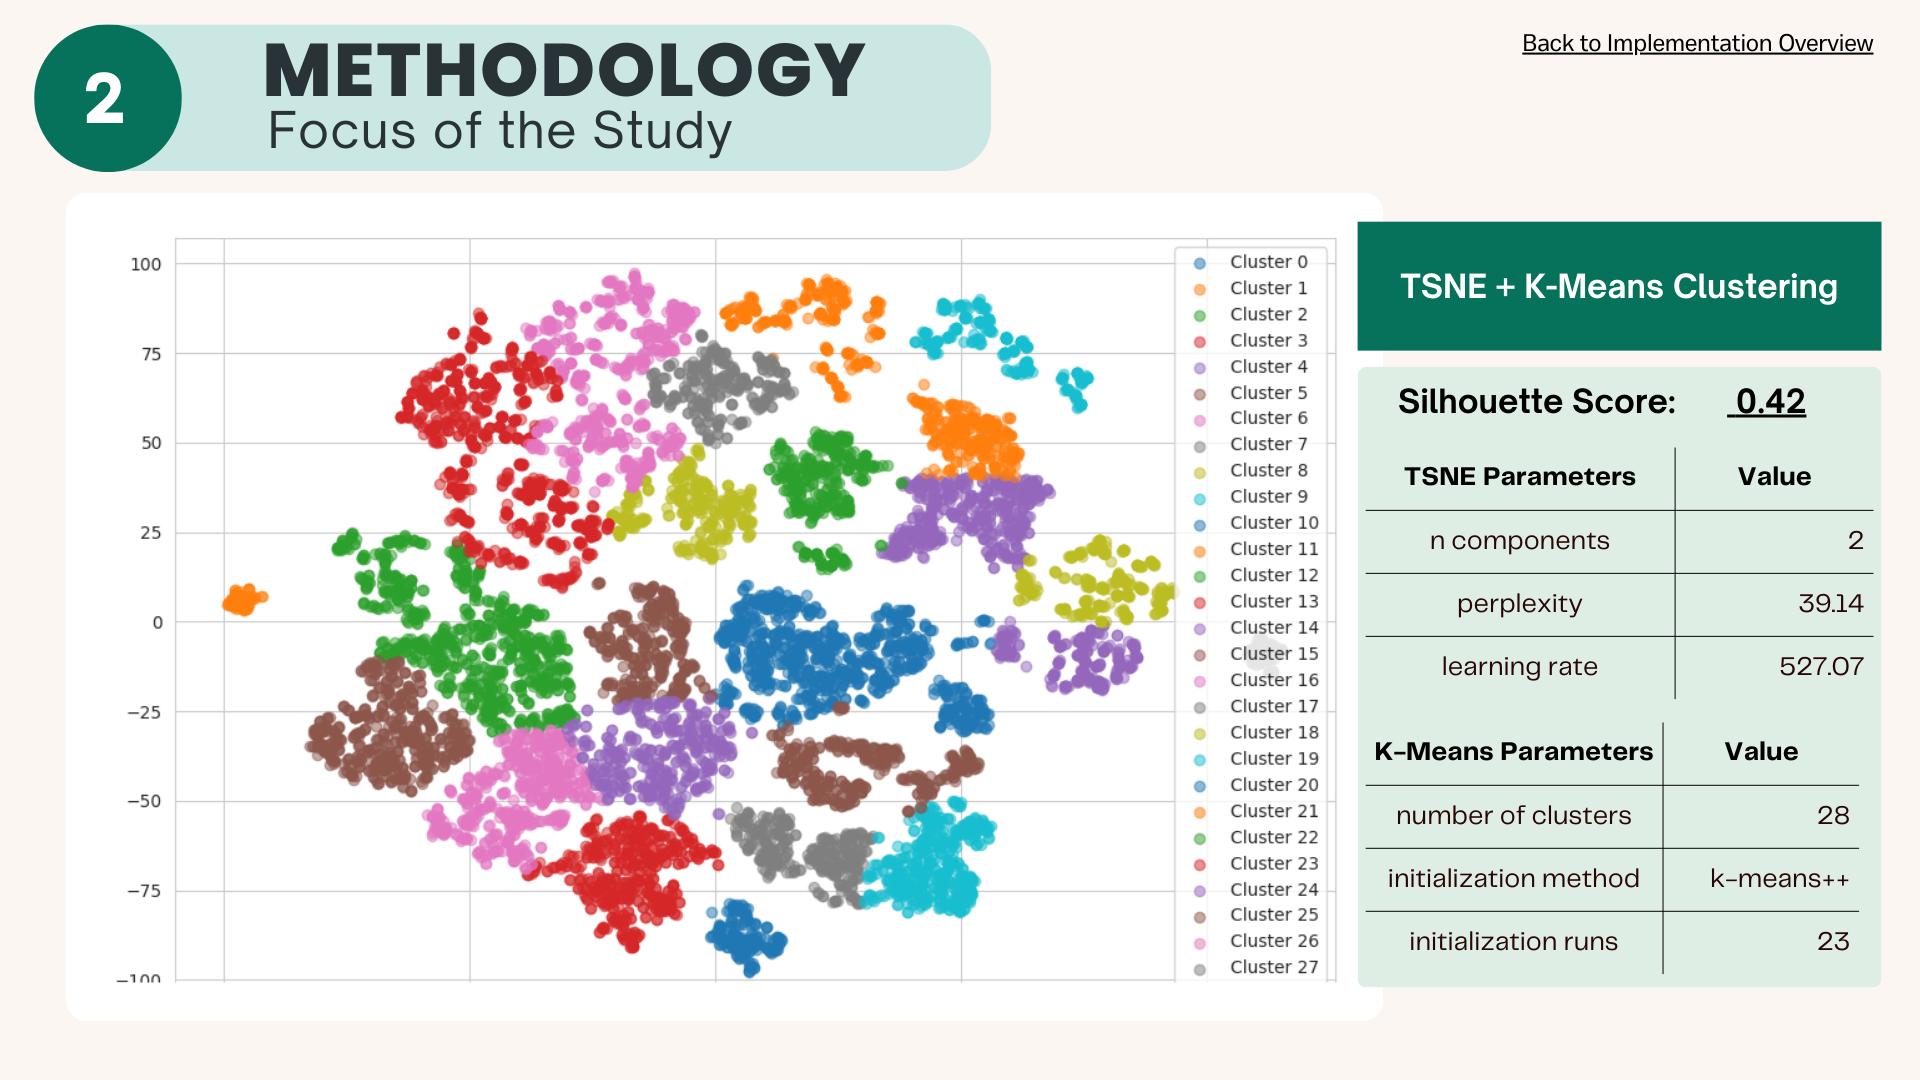 2
METHODOLOGY
Focus of the Study
Back to Implementation Overview
100
75
50
25
0
−25
−50
−75
−100
Cluster 0
Cluster 1
Cluster 2
Cluster 3
Cluster 4
Cluster 5
Cluster 6
Cluster 7
Cluster 8
Cluster 9
Cluster 10
Cluster 11
Cluster 12
Cluster 13
Cluster 14
Cluster 15
Cluster 16
Cluster 17
Cluster 18
Cluster 19
Cluster 20
Cluster 21
Cluster 22
Cluster 23
Cluster 24
Cluster 25
Cluster 26
Cluster 27
TSNE + K-Means Clustering
Silhouette Score: 0.42
TSNE Parameters Value
n components 2
perplexity 39.14
learning rate 527.07
K-Means Parameters Value
number of clusters 28
initialization method k-means++
initialization runs 23